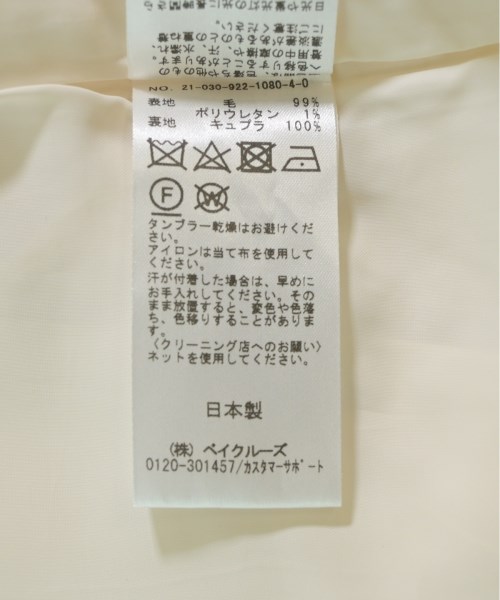 NO. 21-030-922-1080-4-0
表地 毛 99%
ポリウレタン 1%
裏地 キュプラ 100%
F
W
タンブラー乾燥はお避けくだ
さい。
アイロンは当て布を使用して
ください。
汗が付着した場合は、早めに
お手入れしてください。その
まま放置すると、変色や色落
ち、色移りすることがありま
す。
〈クリーニング店へのお願い〉
ネットを使用してください。
日本製
(株) ベイクルーズ
0120-301457/カスタマーサポート